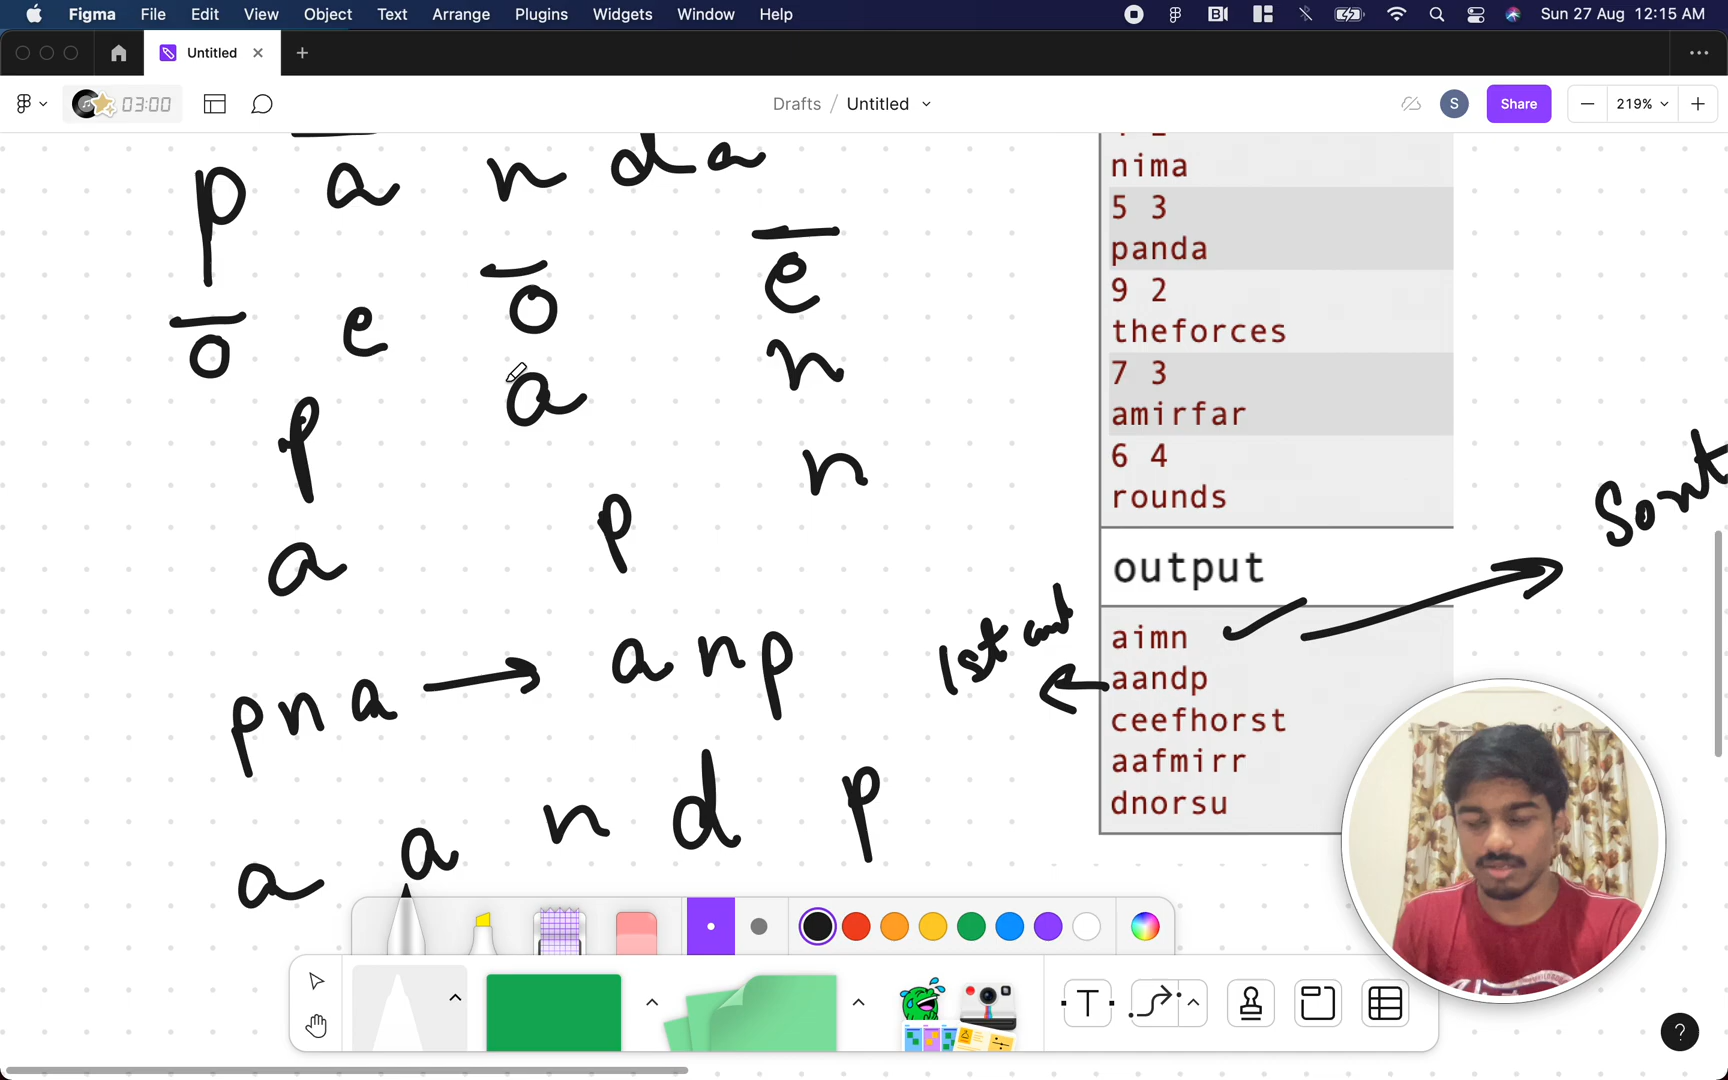 Figma File Edit View Object Text Arrange Plugins Widgets Window Help Sun 27 Aug 12:15 AM
Untitled
03:00 Drafts / Untitled S Share 219%
p a n d a
o e o e
a n
p n
a p
pna → anp
a a n d p
nima
5 3
panda
9 2
theforces
7 3
amirfar
6 4
rounds
output
aimn
aandp
ceefhorst
aafmirr
dnorsu
1st
Sort
T
?